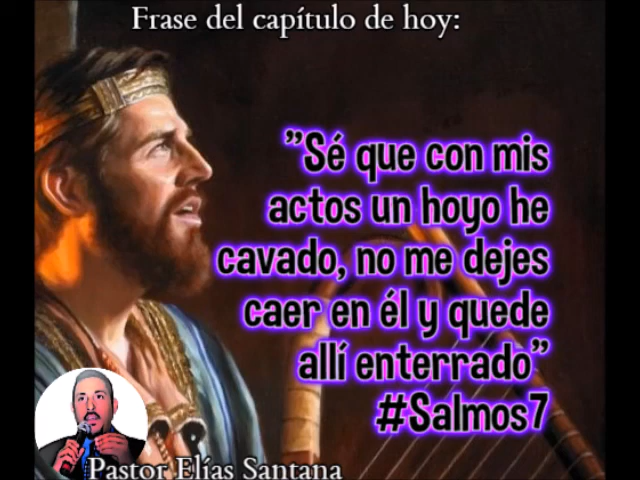 Frase del capítulo de hoy:
"Sé que con mis
actos un hoyo he
cavado, no me dejes
caer en él y quede
allí enterrado"
#Salmos7
Pastor Elías Santana